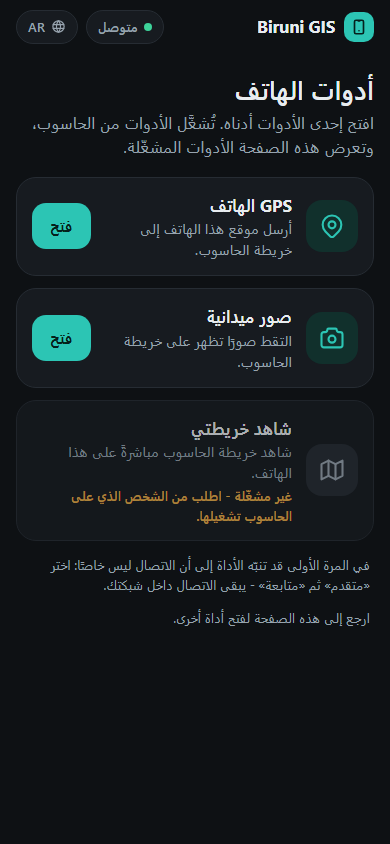 Biruni GIS
متوصل
AR
أدوات الهاتف
افتح إحدى الأدوات أدناه. تُشغَّل الأدوات من الحاسوب،
وتعرض هذه الصفحة الأدوات المشغّلة.
GPS الهاتف
أرسل موقع هذا الهاتف إلى
خريطة الحاسوب.
فتح
صور ميدانية
التقط صورًا تظهر على خريطة
الحاسوب.
فتح
شاهد خريطتي
شاهد خريطة الحاسوب مباشرةً على هذا
الهاتف.
غير مشغّلة - اطلب من الشخص الذي على
الحاسوب تشغيلها.
في المرة الأولى قد تنبّه الأداة إلى أن الاتصال ليس خاصًا: اختر
«متقدم» ثم «متابعة» - يبقى الاتصال داخل شبكتك.
ارجع إلى هذه الصفحة لفتح أداة أخرى.